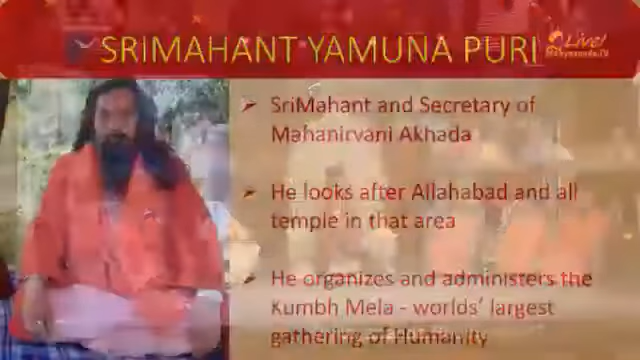 SRIMAHANT YAMUNA PURI
Live!
➢ SriMahant and Secretary of
Mahanirvani Akhada
➢ He looks after Allahabad and all
temple in that area
➢ He organizes and administers the
Kumbh Mela - worlds' largest
gathering of Humanity